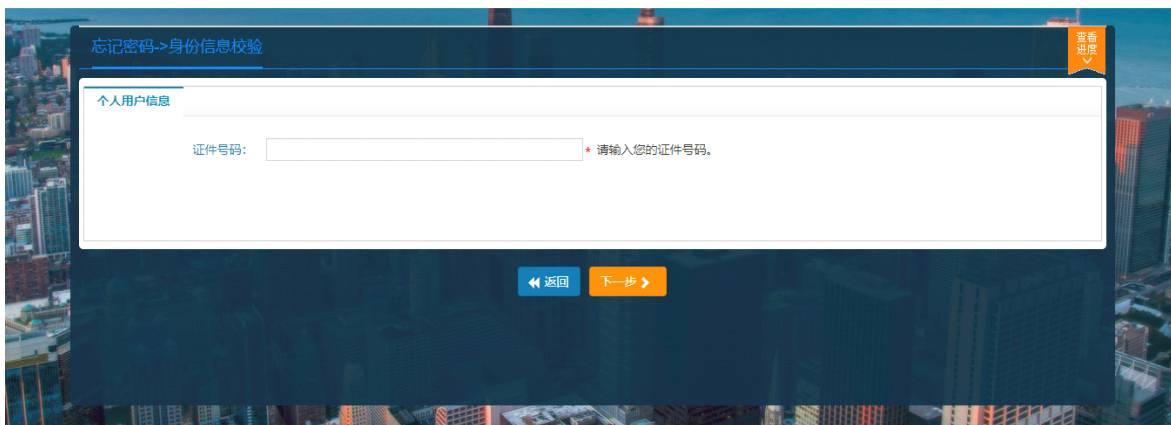 忘记密码->身份信息校验
查看
进度
个人用户信息
证件号码： * 请输入您的证件号码。
返回 下一步